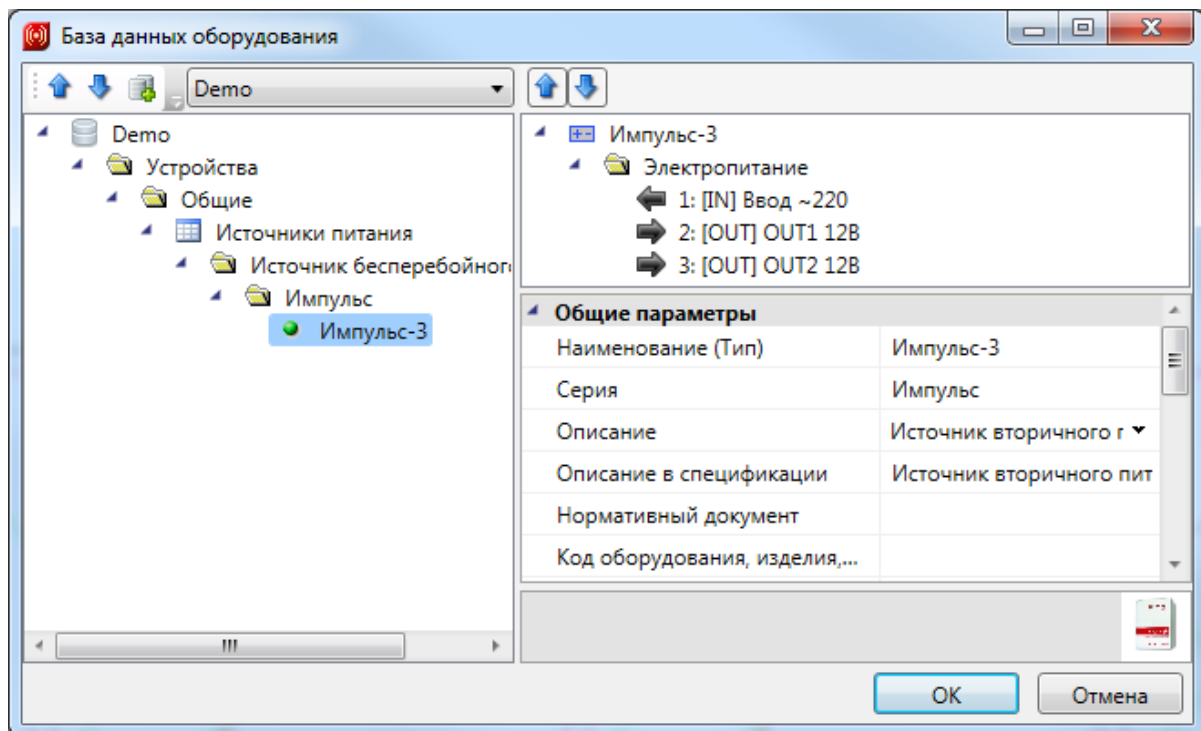 База данных оборудования
Demo
Demo
Устройства
Общие
Источники питания
Источник бесперебойног
Импульс
Импульс-3
Импульс-3
Электропитание
1: [IN] Ввод ~220
2: [OUT] OUT1 12В
3: [OUT] OUT2 12В
Общие параметры
Наименование (Тип) Импульс-3
Серия Импульс
Описание Источник вторичного г
Описание в спецификации Источник вторичного пит
Нормативный документ
Код оборудования, изделия,...
OK Отмена